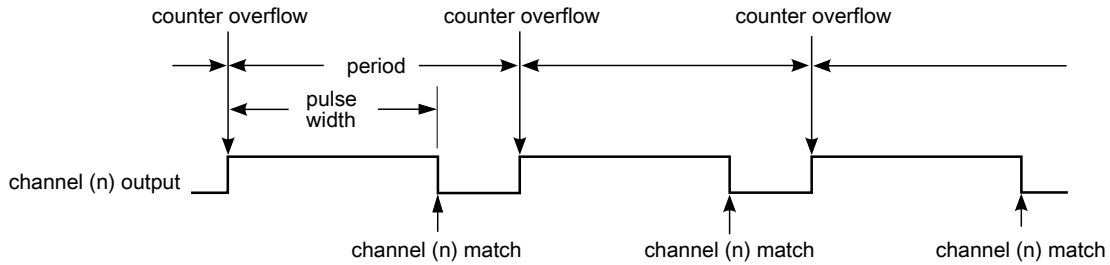 counter overflow
counter overflow
counter overflow
period
pulse
width
channel (n) output
channel (n) match
channel (n) match
channel (n) match